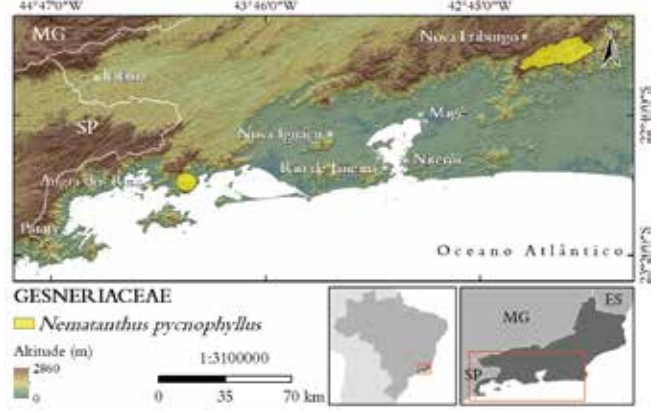 44°47'0"W 43°46'0"W 42°45'0"W
MG
Nova Friburgo
SP
Magé
Nova Iguaçu
Niterói
Rio de Janeiro
Angra dos Reis
Paraty
Oceano Atlântico
GESNERIACEAE
Nematanthus pycnophyllus
Altitude (m)
2860
0
1:3100000
0 35 70 km
MG
ES
SP